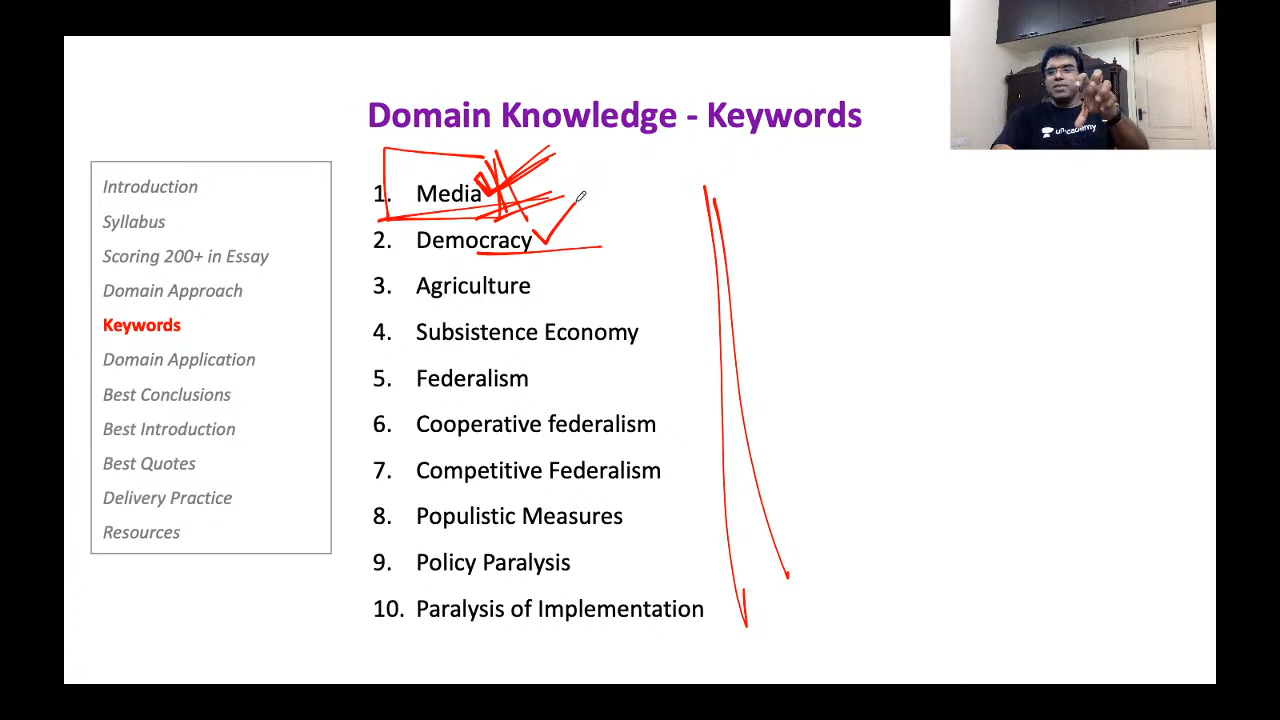 Domain Knowledge - Keywords
Introduction
Syllabus
Scoring 200+ in Essay
Domain Approach
Keywords
Domain Application
Best Conclusions
Best Introduction
Best Quotes
Delivery Practice
Resources
1. Media
2. Democracy
3. Agriculture
4. Subsistence Economy
5. Federalism
6. Cooperative federalism
7. Competitive Federalism
8. Populistic Measures
9. Policy Paralysis
10. Paralysis of Implementation
unacademy